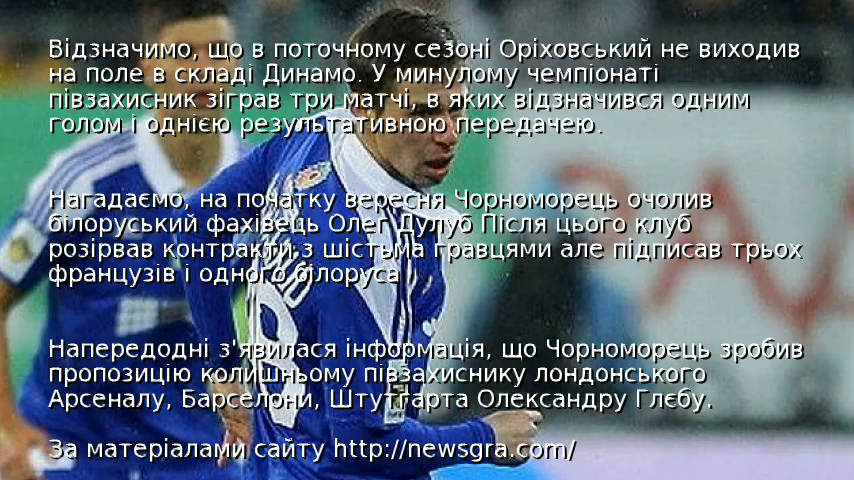 Відзначимо, що в поточному сезоні Оріховський не виходив
на поле в складі Динамо. У минулому чемпіонаті
півзахисник зіграв три матчі, в яких відзначився одним
голом і однією результативною передачею.
Нагадаємо, на початку вересня Чорноморець очолив
білоруський фахівець Олег Дулуб Після цього клуб
розірвав контракти з шістьма гравцями але підписав трьох
французів і одного білоруса
Напередодні з'явилася інформація, що Чорноморець зробив
пропозицію колишньому півзахиснику лондонського
Арсеналу, Барселони, Штутгарта Олександру Глєбу.
За матеріалами сайту http://newsgra.com/